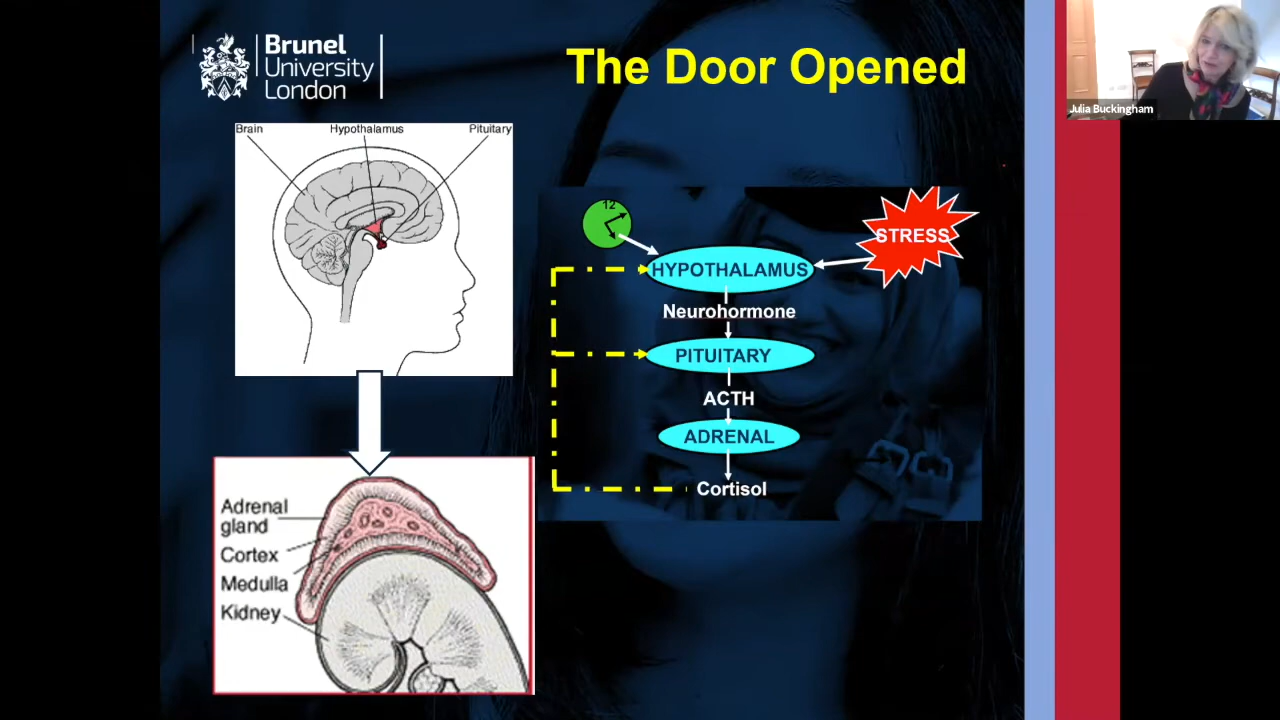 Brunel
University
London
The Door Opened
Julia Buckingham
Brain
Hypothalamus
Pituitary
12
STRESS
HYPOTHALAMUS
Neurohormone
PITUITARY
ACTH
ADRENAL
Cortisol
Adrenal
gland
Cortex
Medulla
Kidney